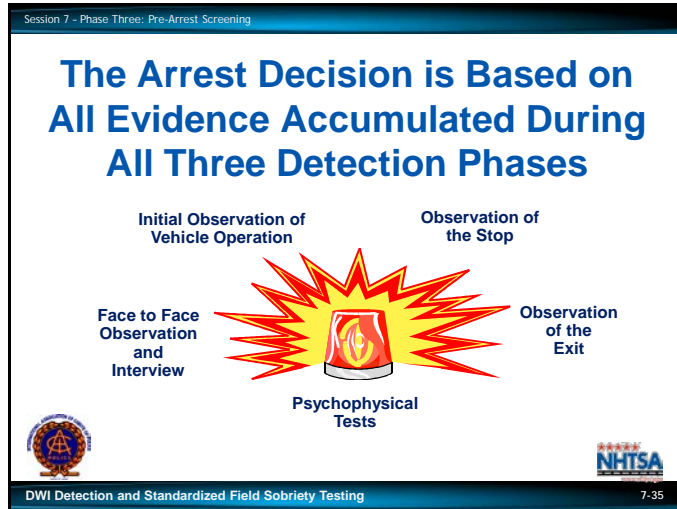 Session 7 - Phase Three: Pre-Arrest Screening
The Arrest Decision is Based on
All Evidence Accumulated During
All Three Detection Phases
Initial Observation of
Vehicle Operation
Observation of
the Stop
Face to Face
Observation
and
Interview
Observation
of the
Exit
Psychophysical
Tests
NHTSA
DWI Detection and Standardized Field Sobriety Testing
7-35